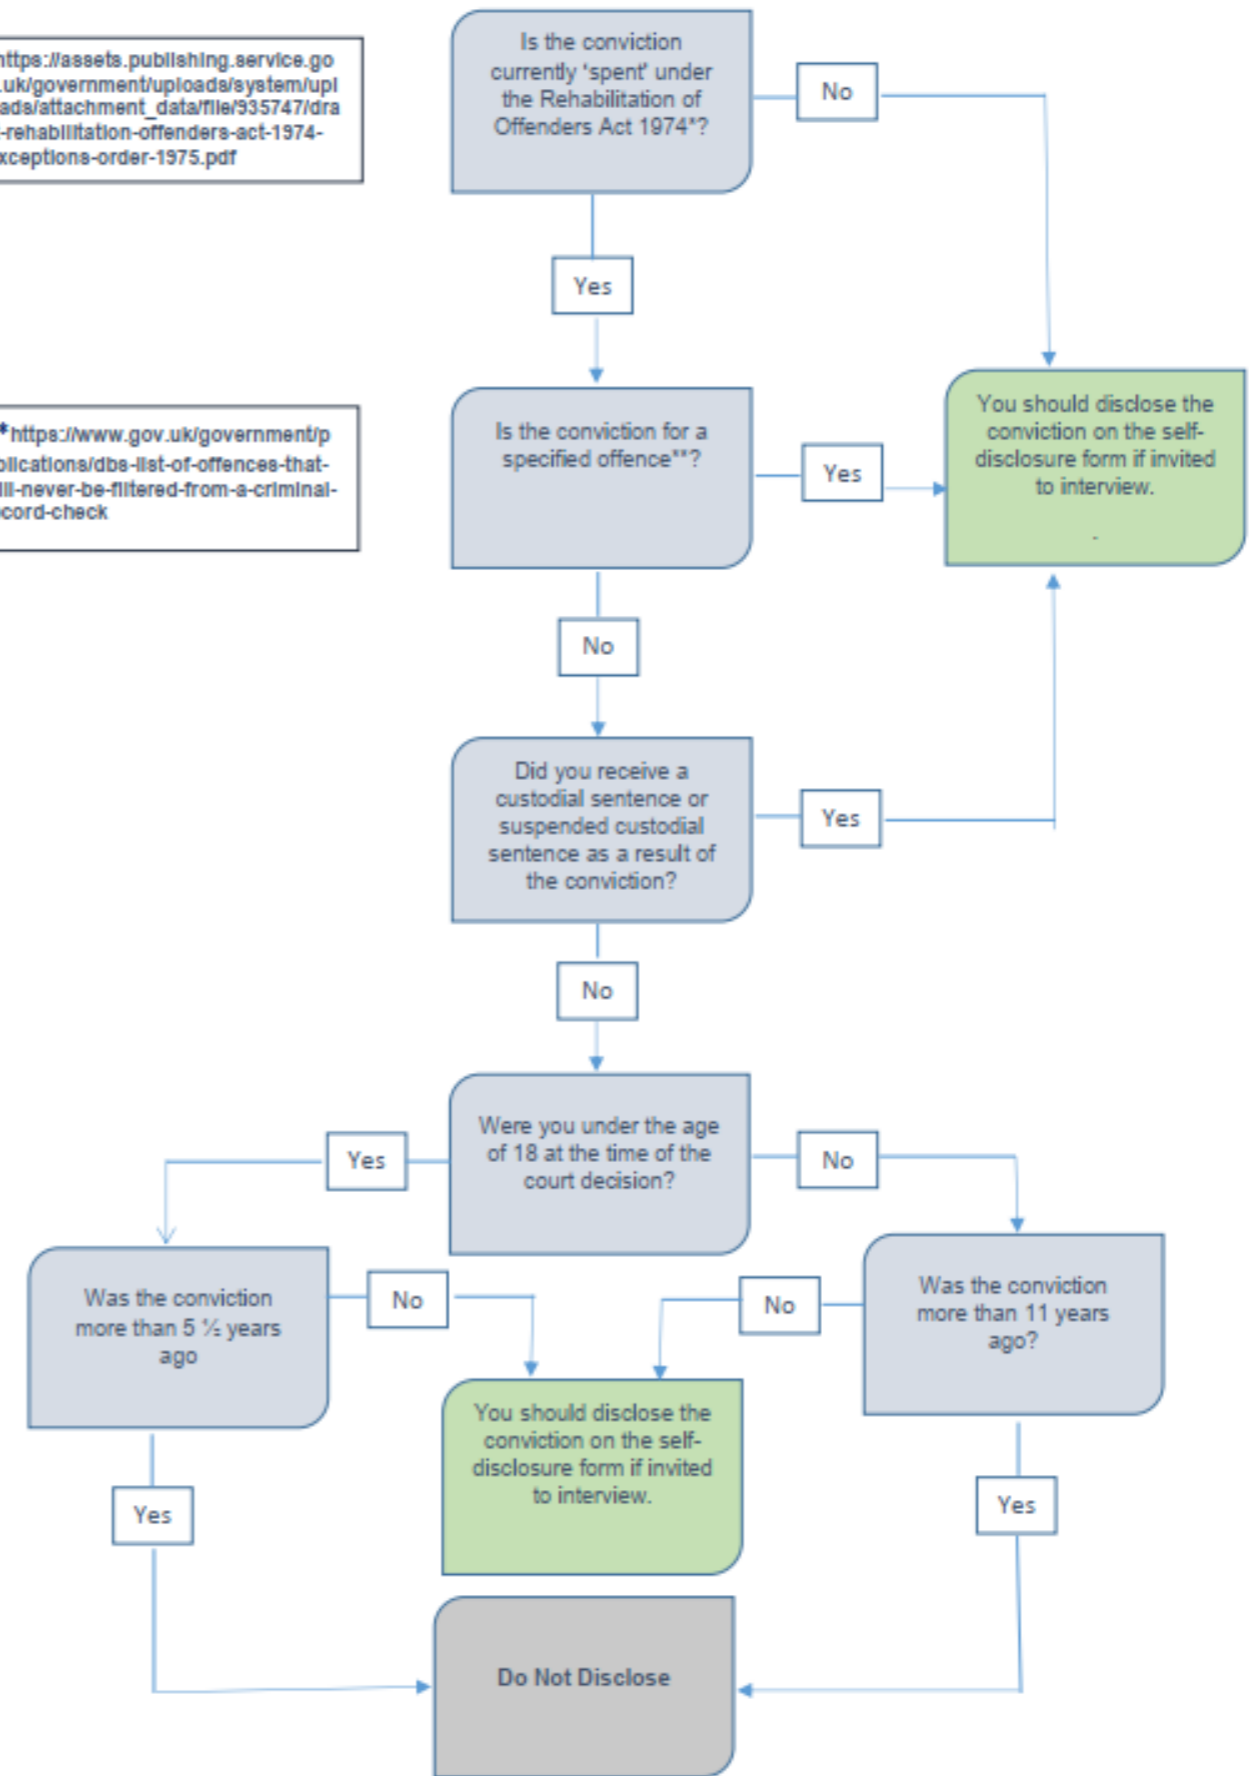 Is the conviction
currently 'spent' under
the Rehabilitation of
Offenders Act 1974*?
No
https://assets.publishing.service.go
.uk/government/uploads/system/upl
ads/attachment_data/file/935747/dra
t-rehabilitation-offenders-act-1974-
xceptions-order-1975.pdf
Yes
Is the conviction for a
specified offence**?
Yes
You should disclose the
conviction on the self-
disclosure form if invited
to interview.
.
*https://www.gov.uk/government/p
blications/dbs-list-of-offences-that-
ill-never-be-filtered-from-a-criminal-
cord-check
No
Did you receive a
custodial sentence or
suspended custodial
sentence as a result of
the conviction?
Yes
No
Were you under the age
of 18 at the time of the
court decision?
Yes
No
Was the conviction
more than 5 ½ years
ago
No
No
Was the conviction
more than 11 years
ago?
You should disclose the
conviction on the self-
disclosure form if invited
to interview.
Yes
Yes
Do Not Disclose